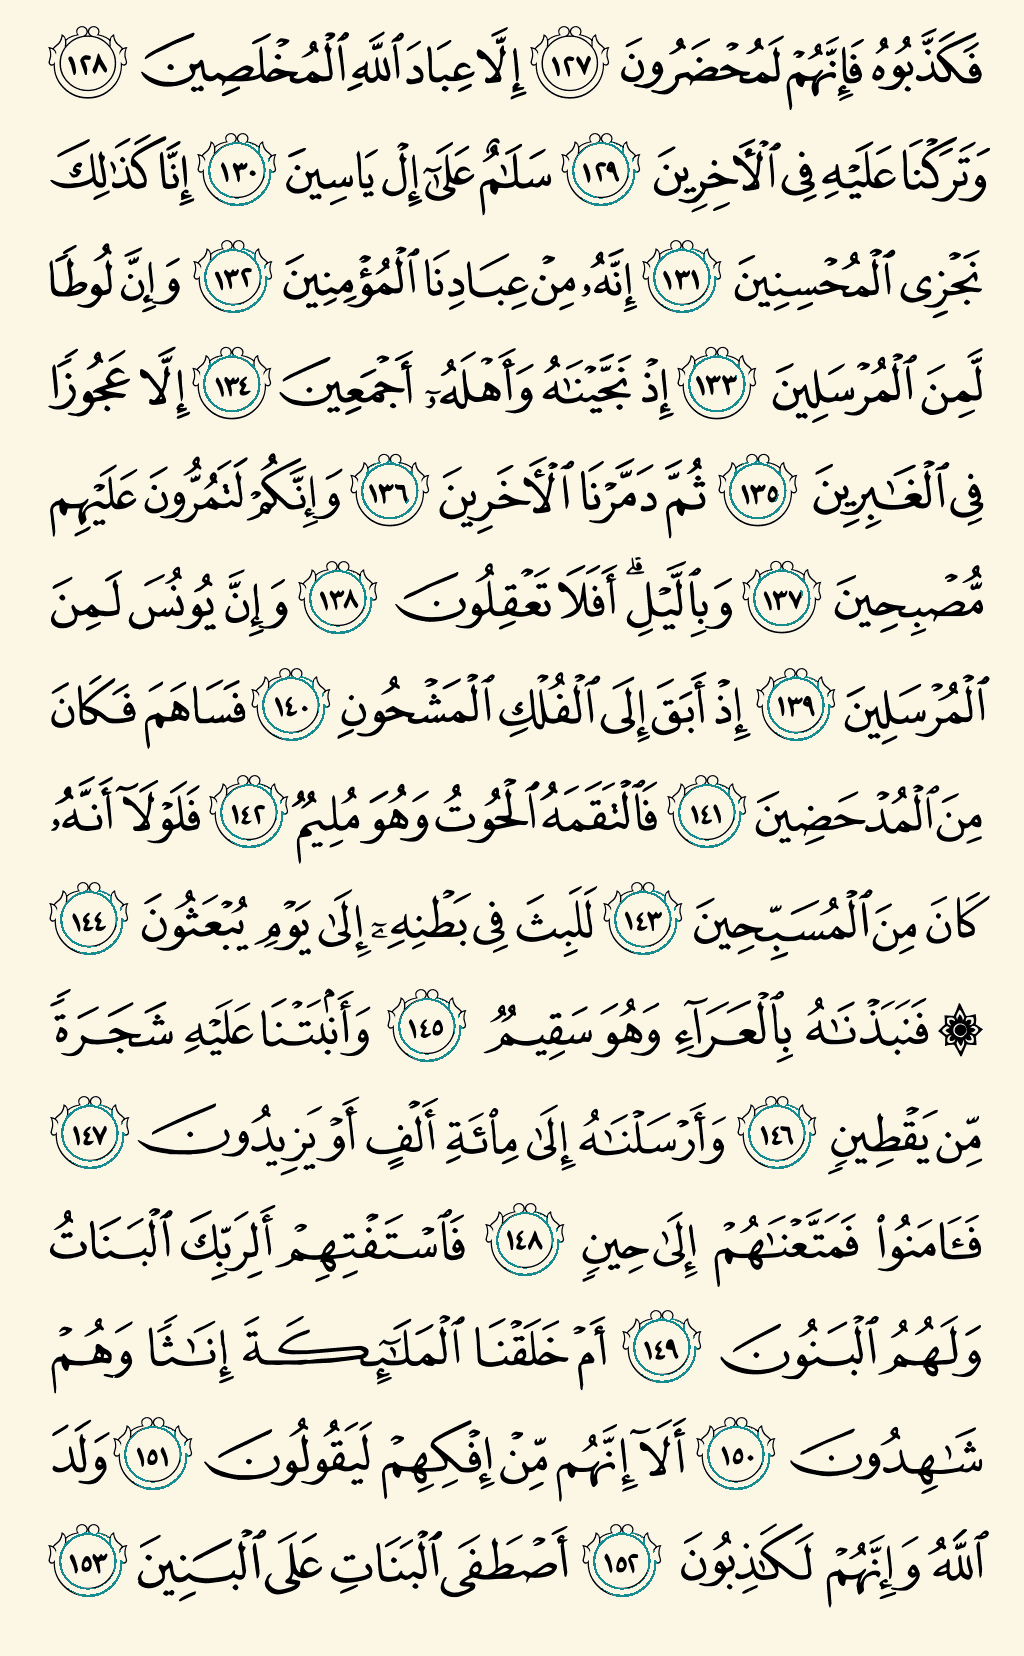 فَكَذَّبُوهُ فَإِنَّهُمْ لَمُحْضَرُونَ ١٢٧ إِلَّا عِبَادَ ٱللَّهِ ٱلْمُخْلَصِينَ ١٢٨
وَتَرَكْنَا عَلَيْهِ فِى ٱلْأَخِرِينَ ١٢٩ سَلَـٰمٌ عَلَىٰٓ إِلْ يَاسِينَ ١٣٠ إِنَّا كَذَٰلِكَ
نَجْزِى ٱلْمُحْسِنِينَ ١٣١ إِنَّهُۥ مِنْ عِبَادِنَا ٱلْمُؤْمِنِينَ ١٣٢ وَإِنَّ لُوطًا
لَّمِنَ ٱلْمُرْسَلِينَ ١٣٣ إِذْ نَجَّيْنَـٰهُ وَأَهْلَهُۥٓ أَجْمَعِينَ ١٣٤ إِلَّا عَجُوزًا
فِى ٱلْغَـٰبِرِينَ ١٣٥ ثُمَّ دَمَّرْنَا ٱلْأَخَرِينَ ١٣٦ وَإِنَّكُمْ لَتَمُرُّونَ عَلَيْهِم
مُّصْبِحِينَ ١٣٧ وَبِٱلَّيْلِ ۗ أَفَلَا تَعْقِلُونَ ١٣٨ وَإِنَّ يُونُسَ لَمِنَ
ٱلْمُرْسَلِينَ ١٣٩ إِذْ أَبَقَ إِلَى ٱلْفُلْكِ ٱلْمَشْحُونِ ١٤٠ فَسَاهَمَ فَكَانَ
مِنَ ٱلْمُدْحَضِينَ ١٤١ فَٱلْتَقَمَهُ ٱلْحُوتُ وَهُوَ مُلِيمٌ ١٤٢ فَلَوْلَآ أَنَّهُۥ
كَانَ مِنَ ٱلْمُسَبِّحِينَ ١٤٣ لَلَبِثَ فِى بَطْنِهِۦٓ إِلَىٰ يَوْمِ يُبْعَثُونَ ١٤٤
۞ فَنَبَذْنَـٰهُ بِٱلْعَرَآءِ وَهُوَ سَقِيمٌ ١٤٥ وَأَنۢبَتْنَا عَلَيْهِ شَجَرَةً
مِّن يَقْطِينٍ ١٤٦ وَأَرْسَلْنَـٰهُ إِلَىٰ مِا۟ئَةِ أَلْفٍ أَوْ يَزِيدُونَ ١٤٧
فَـَٔامَنُوا۟ فَمَتَّعْنَـٰهُمْ إِلَىٰ حِينٍ ١٤٨ فَٱسْتَفْتِهِمْ أَلِرَبِّكَ ٱلْبَنَاتُ
وَلَهُمُ ٱلْبَنُونَ ١٤٩ أَمْ خَلَقْنَا ٱلْمَلَـٰٓئِكَةَ إِنَـٰثًا وَهُمْ
شَـٰهِدُونَ ١٥٠ أَلَآ إِنَّهُم مِّنْ إِفْكِهِمْ لَيَقُولُونَ ١٥١ وَلَدَ
ٱللَّهُ وَإِنَّهُمْ لَكَـٰذِبُونَ ١٥٢ أَصْطَفَى ٱلْبَنَاتِ عَلَى ٱلْبَنِينَ ١٥٣